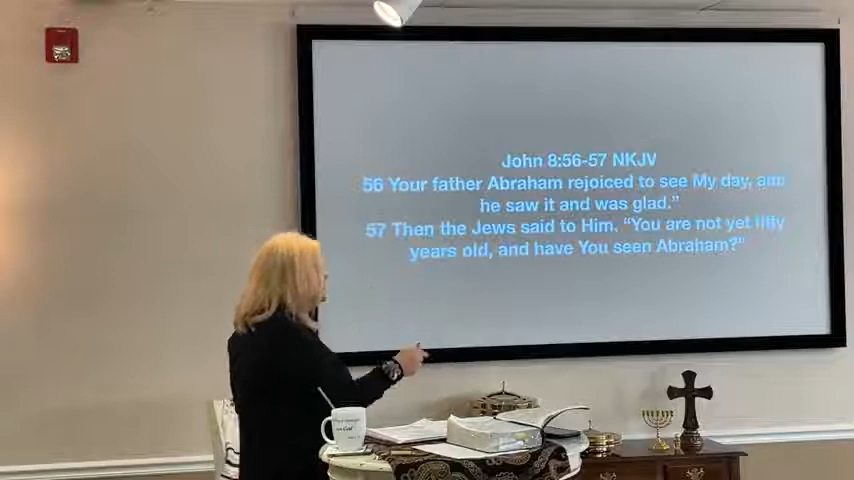 John 8:56-57 NKJV
56 Your father Abraham rejoiced to see My day, and
he saw it and was glad.”
57 Then the Jews said to Him, “You are not yet fifty
years old, and have You seen Abraham?”